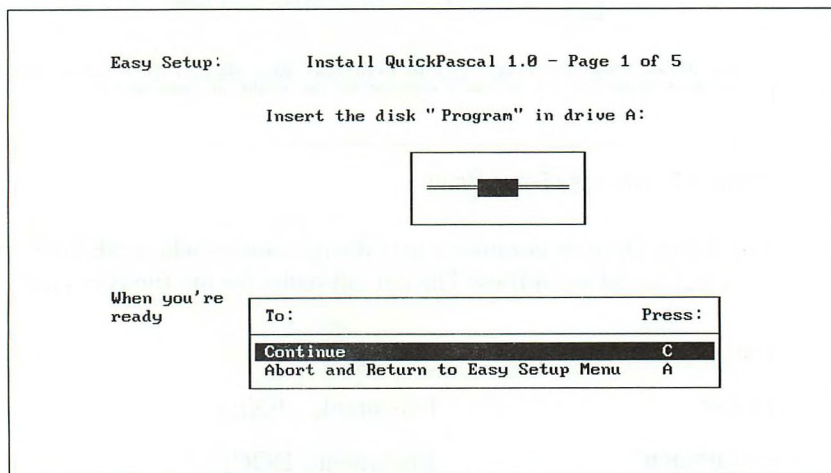 Easy Setup: Install QuickPascal 1.0 - Page 1 of 5
Insert the disk "Program" in drive A:
When you're
ready
To: Press:
Continue C
Abort and Return to Easy Setup Menu A